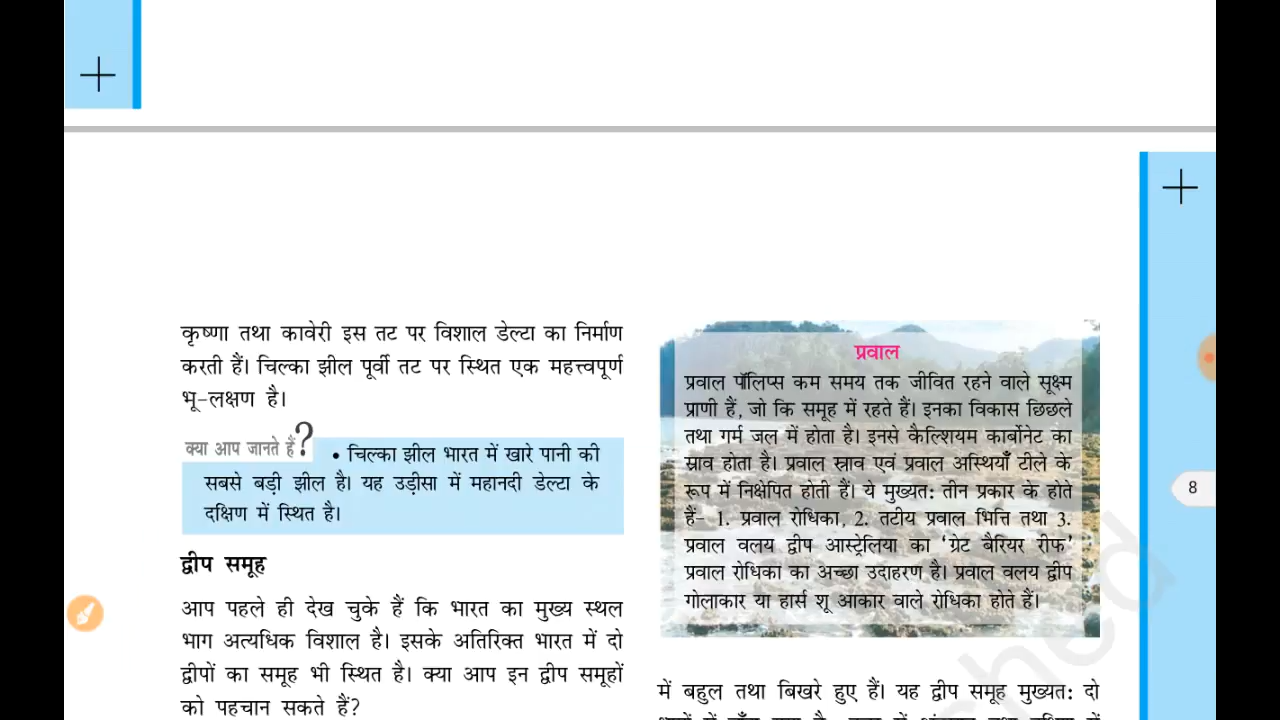 कृष्णा तथा कावेरी इस तट पर विशाल डेल्टा का निर्माण
करती हैं। चिल्का झील पूर्वी तट पर स्थित एक महत्त्वपूर्ण
भू-लक्षण है।
क्या आप जानते हैं?
• चिल्का झील भारत में खारे पानी की
सबसे बड़ी झील है। यह उड़ीसा में महानदी डेल्टा के
दक्षिण में स्थित है।
द्वीप समूह
आप पहले ही देख चुके हैं कि भारत का मुख्य स्थल
भाग अत्यधिक विशाल है। इसके अतिरिक्त भारत में दो
द्वीपों का समूह भी स्थित है। क्या आप इन द्वीप समूहों
को पहचान सकते हैं?
प्रवाल
प्रवाल पॉलिप्स कम समय तक जीवित रहने वाले सूक्ष्म
प्राणी हैं, जो कि समूह में रहते हैं। इनका विकास छिछले
तथा गर्म जल में होता है। इनसे कैल्शियम कार्बोनेट का
स्राव होता है। प्रवाल स्राव एवं प्रवाल अस्थियाँ टीले के
रूप में निक्षेपित होती हैं। ये मुख्यतः तीन प्रकार के होते
हैं- 1. प्रवाल रोधिका, 2. तटीय प्रवाल भित्ति तथा 3.
प्रवाल वलय द्वीप आस्ट्रेलिया का ‘ग्रेट बैरियर रीफ’
प्रवाल रोधिका का अच्छा उदाहरण है। प्रवाल वलय द्वीप
गोलाकार या हार्स शू आकार वाले रोधिका होते हैं।
में बहुल तथा बिखरे हुए हैं। यह द्वीप समूह मुख्यतः दो
8